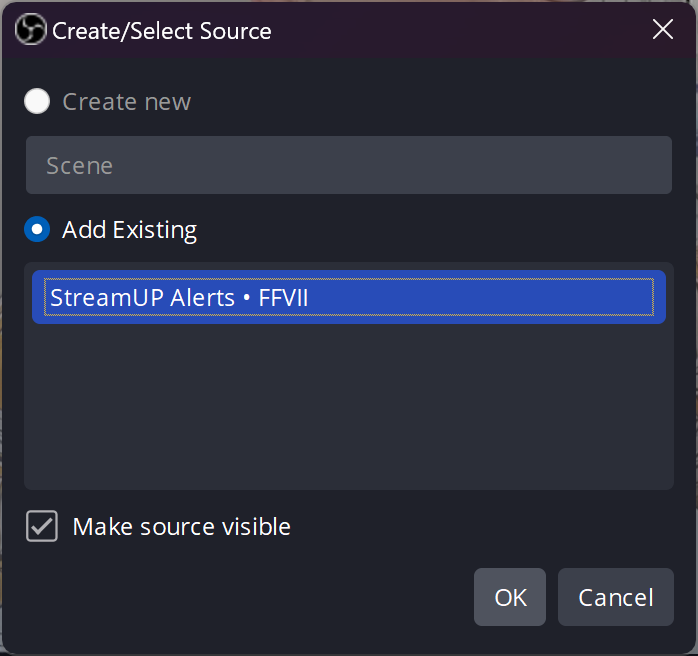 Create/Select Source
Create new
Scene
Add Existing
StreamUP Alerts • FFVII
Make source visible
OK
Cancel